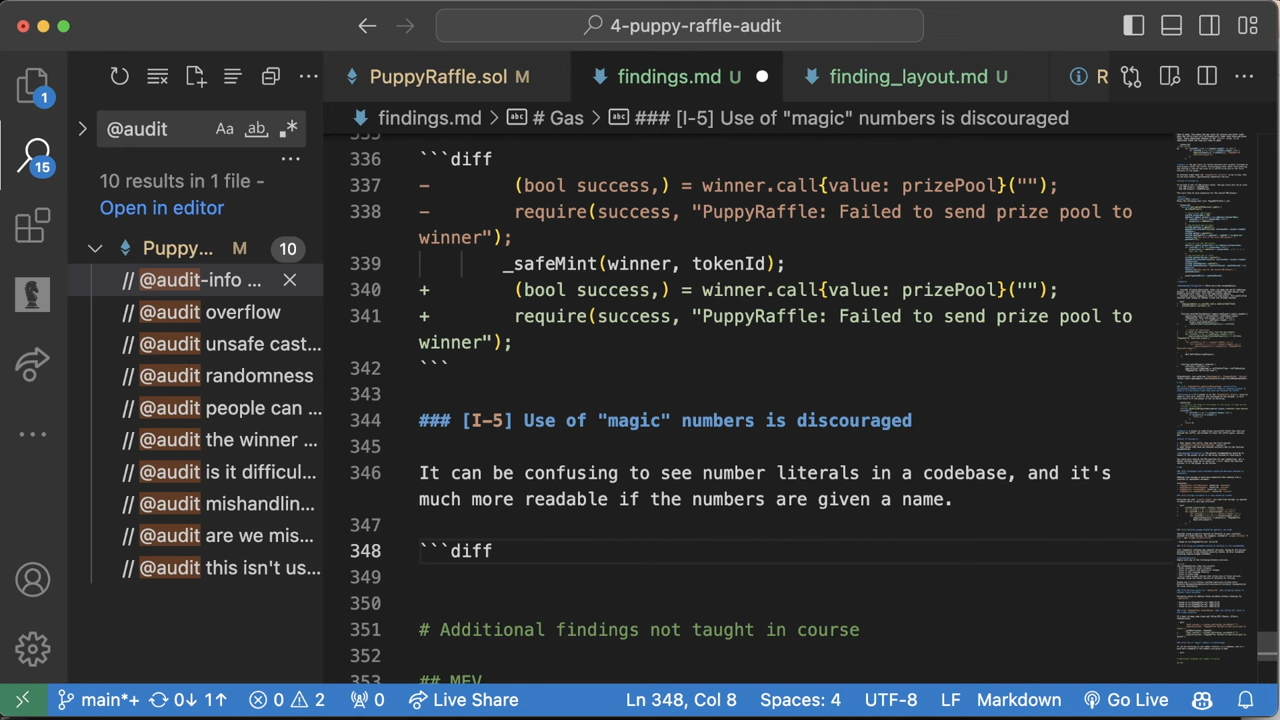 4-puppy-raffle-audit
PuppyRaffle.sol M
findings.md U
finding_layout.md U
R
1
15
@audit
Aa
ab
10 results in 1 file -
Open in editor
Puppy... M 10
// @audit-info ...
// @audit overflow
// @audit unsafe cast...
// @audit randomness
// @audit people can ...
// @audit the winner ...
// @audit is it difficul...
// @audit mishandlin...
// @audit are we mis...
// @audit this isn't us...
findings.md > # Gas > ### [I-5] Use of "magic" numbers is discouraged
335
336 ```diff
337 - (bool success,) = winner.call{value: prizePool}("");
338 - require(success, "PuppyRaffle: Failed to send prize pool to
winner");
339 _safeMint(winner, tokenId);
340 + (bool success,) = winner.call{value: prizePool}("");
341 + require(success, "PuppyRaffle: Failed to send prize pool to
winner");
342 ```
343
344 ### [I-5] Use of "magic" numbers is discouraged
345
346 It can be confusing to see number literals in a codebase, and it's
much more readable if the numbers are given a name.
347
348 ```diff
349
350
351 # Additional findings not taught in course
352
353 ## MEV
main*+ 0↓ 1↑ 0 2 0 Live Share
Ln 348, Col 8 Spaces: 4 UTF-8 LF Markdown Go Live